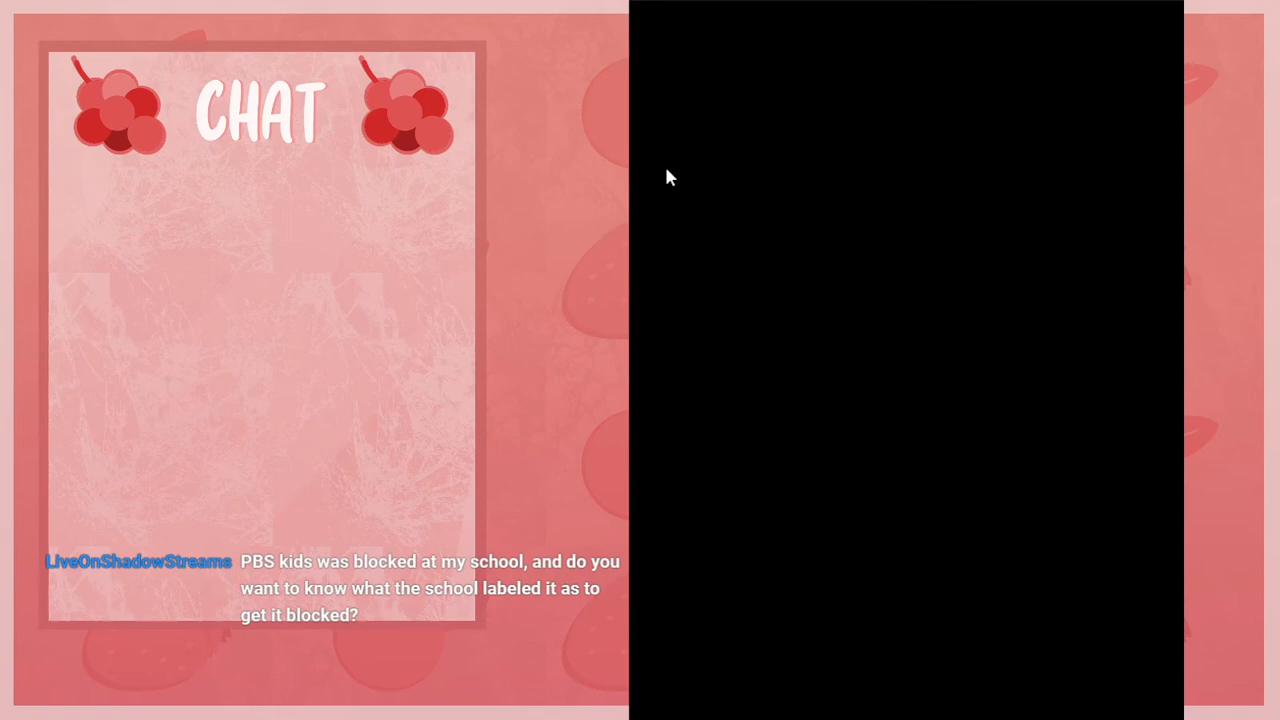 CHAT
LiveOnShadowStreams PBS kids was blocked at my school, and do you
want to know what the school labeled it as to
get it blocked?